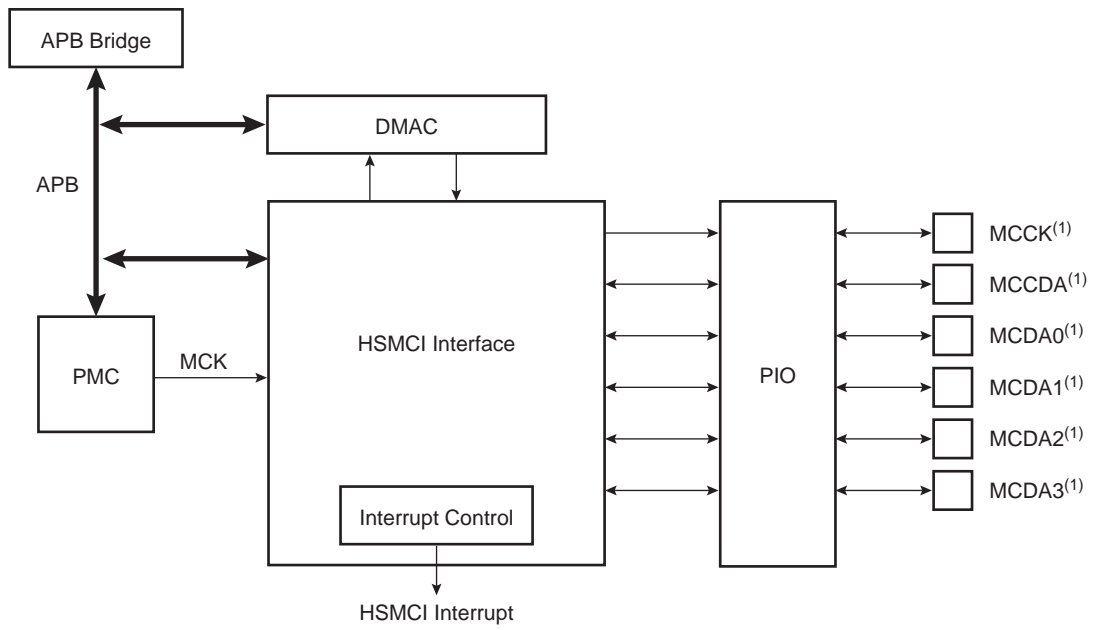 APB Bridge
DMAC
APB
MCCK(1)
MCCDA(1)
HSMCI Interface
MCDA0(1)
MCK
PMC
PIO
MCDA1(1)
MCDA2(1)
MCDA3(1)
Interrupt Control
HSMCI Interrupt